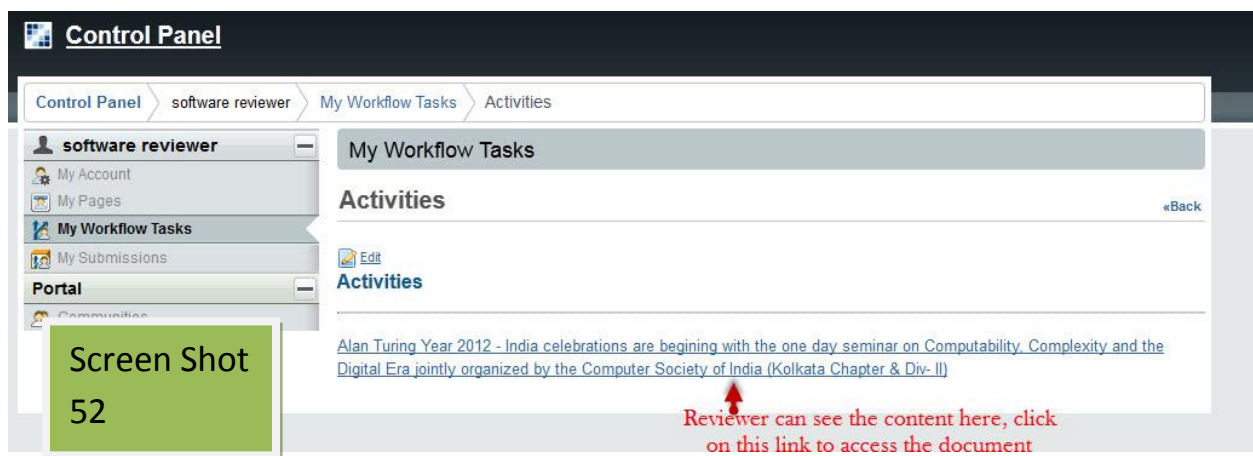 Control Panel
Control Panel software reviewer My Workflow Tasks Activities
software reviewer
My Account
My Pages
My Workflow Tasks
My Submissions
Portal
Communities
My Workflow Tasks
Activities
«Back
Edit
Activities
Alan Turing Year 2012 - India celebrations are begining with the one day seminar on Computability, Complexity and the
Digital Era jointly organized by the Computer Society of India (Kolkata Chapter & Div- II)
Reviewer can see the content here, click
on this link to access the document
Screen Shot
52